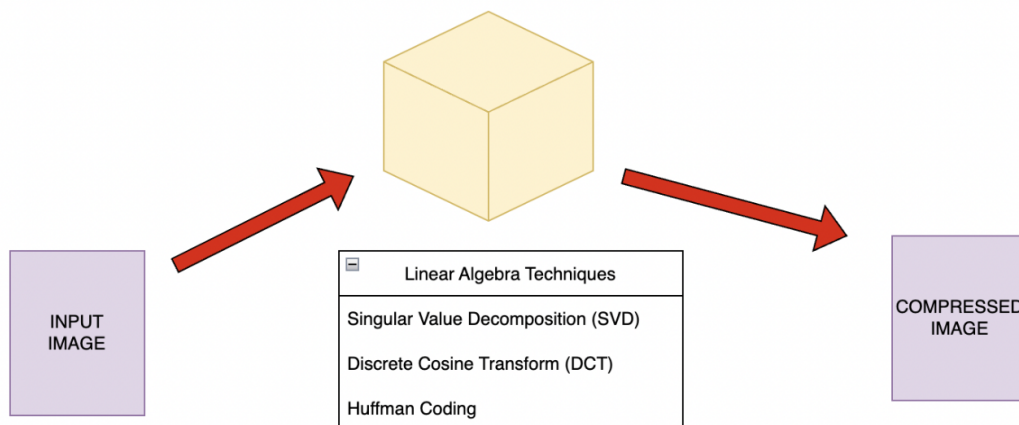 INPUT
IMAGE
Linear Algebra Techniques
Singular Value Decomposition (SVD)
Discrete Cosine Transform (DCT)
Huffman Coding
COMPRESSED
IMAGE